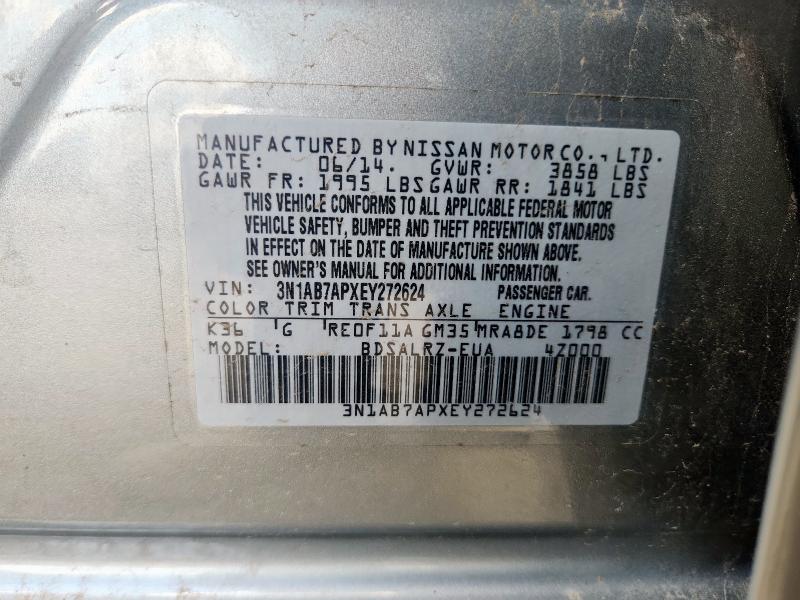 MANUFACTURED BY NISSAN MOTOR CO., LTD.
DATE: 06/14. GVWR: 3858 LBS
GAWR FR: 1995 LBS GAWR RR: 1841 LBS
THIS VEHICLE CONFORMS TO ALL APPLICABLE FEDERAL MOTOR
VEHICLE SAFETY, BUMPER AND THEFT PREVENTION STANDARDS
IN EFFECT ON THE DATE OF MANUFACTURE SHOWN ABOVE.
SEE OWNER'S MANUAL FOR ADDITIONAL INFORMATION.
VIN: 3N1AB7APXEY272624 PASSENGER CAR.
COLOR TRIM TRANS AXLE ENGINE
K36 G RE0F11A GM35 MRA8DE 1798 CC
MODEL: BDSALRZ-EUA 4Z000
3N1AB7APXEY272624